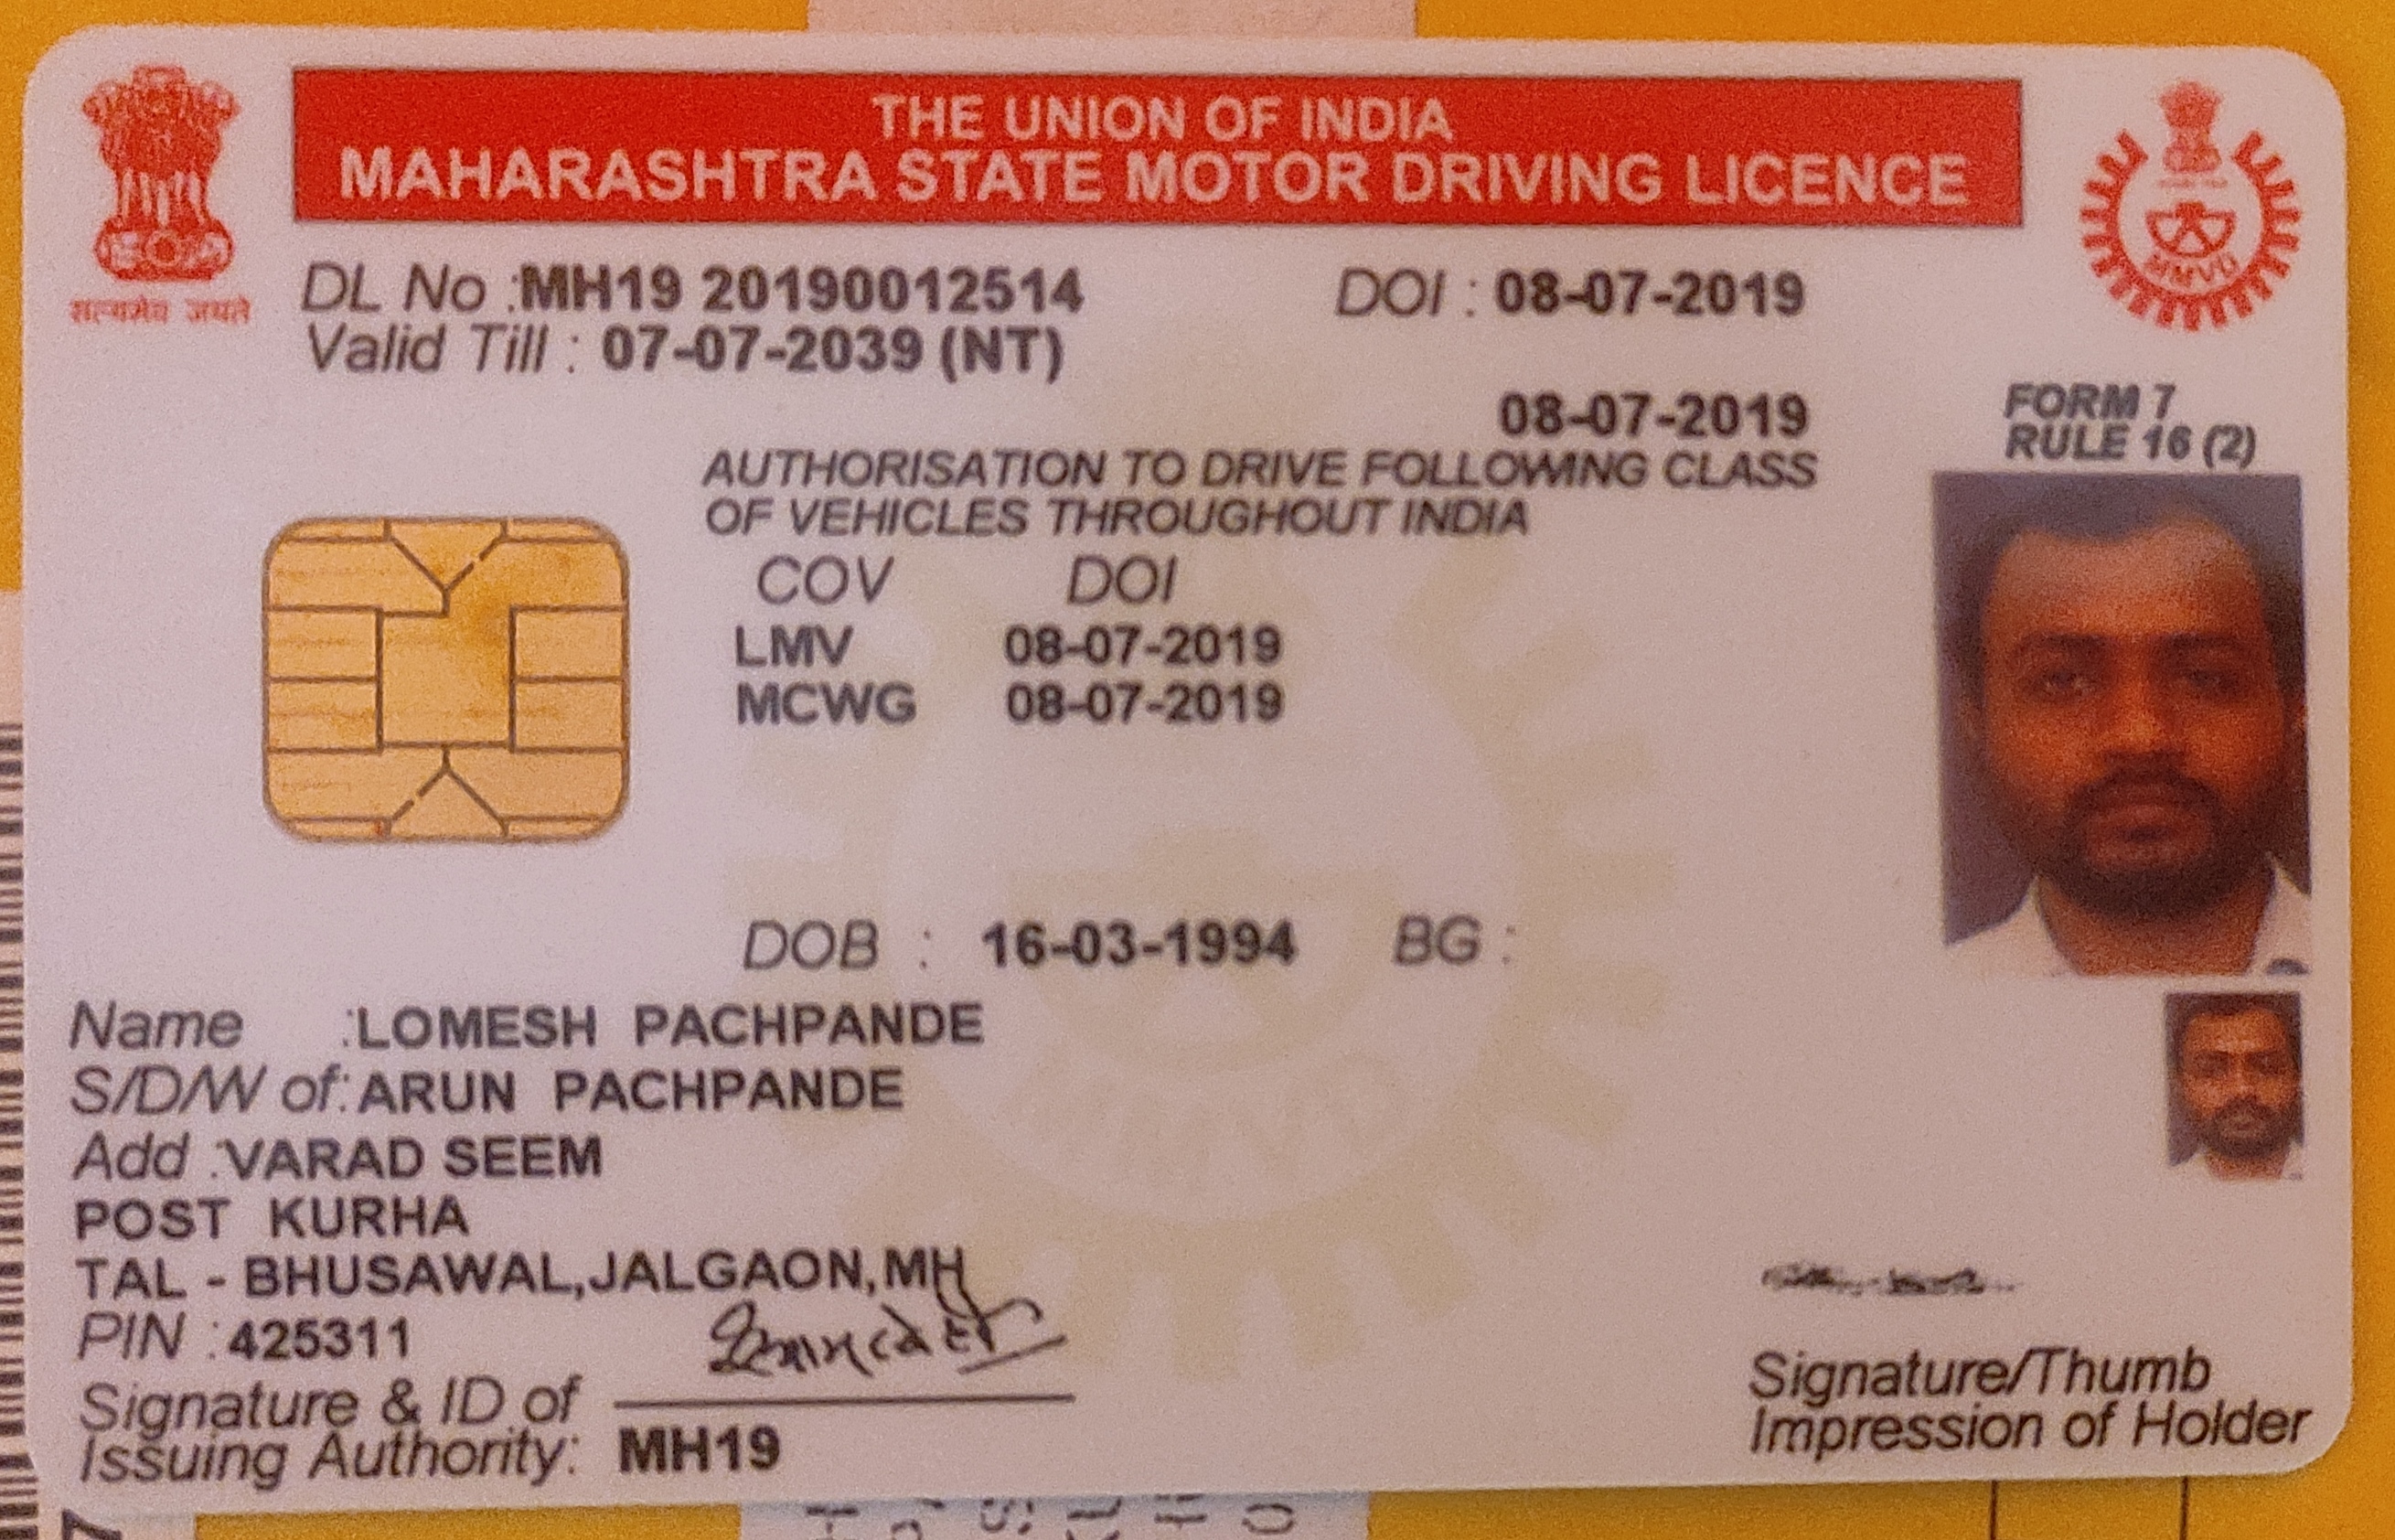 THE UNION OF INDIA
MAHARASHTRA STATE MOTOR DRIVING LICENCE
सत्यमेव जयते
MMVD
DL No :MH19 20190012514 DOI : 08-07-2019
Valid Till : 07-07-2039 (NT)
08-07-2019
FORM 7
RULE 16 (2)
AUTHORISATION TO DRIVE FOLLOWING CLASS
OF VEHICLES THROUGHOUT INDIA
COV DOI
LMV 08-07-2019
MCWG 08-07-2019
DOB : 16-03-1994 BG :
Name :LOMESH PACHPANDE
S/D/W of:ARUN PACHPANDE
Add :VARAD SEEM
POST KURHA
TAL - BHUSAWAL,JALGAON,MH
PIN :425311
Signature & ID of
Issuing Authority: MH19
Signature/Thumb
Impression of Holder